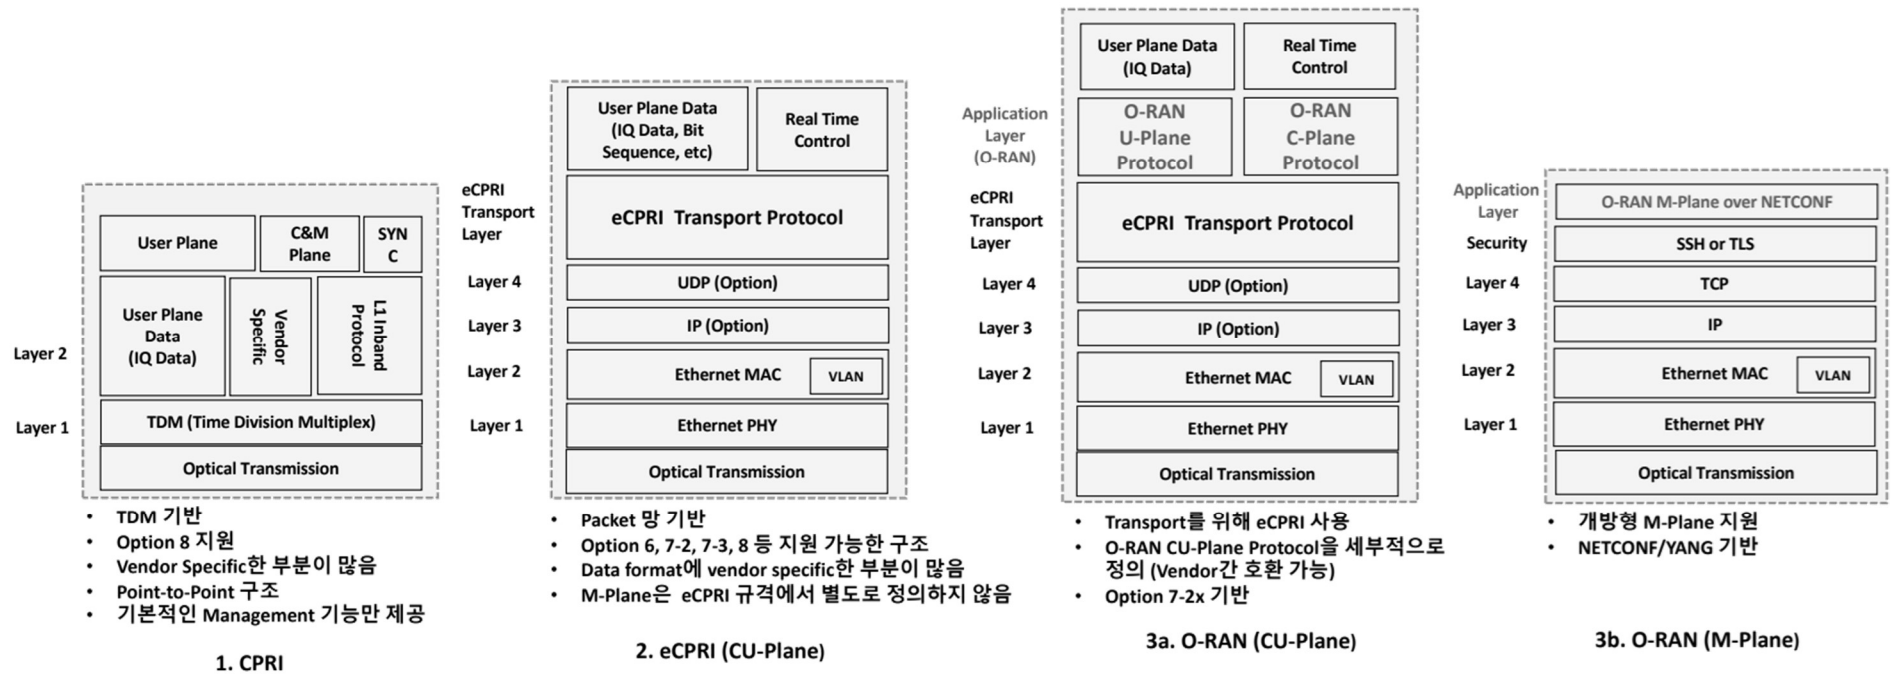 User Plane
C&M
Plane
SYN
C
User Plane
Data
(IQ Data)
Vendor
Specific
L1 Inband
Protocol
Layer 2
Layer 1
TDM (Time Division Multiplex)
Optical Transmission
• TDM 기반
• Option 8 지원
• Vendor Specific한 부분이 많음
• Point-to-Point 구조
• 기본적인 Management 기능만 제공
1. CPRI
User Plane Data
(IQ Data, Bit
Sequence, etc)
Real Time
Control
eCPRI
Transport
Layer
eCPRI Transport Protocol
Layer 4
UDP (Option)
Layer 3
IP (Option)
Layer 2
Ethernet MAC
VLAN
Layer 1
Ethernet PHY
Optical Transmission
• Packet 망 기반
• Option 6, 7-2, 7-3, 8 등 지원 가능한 구조
• Data format에 vendor specific한 부분이 많음
• M-Plane은 eCPRI 규격에서 별도로 정의하지 않음
2. eCPRI (CU-Plane)
User Plane Data
(IQ Data)
Real Time
Control
Application
Layer
(O-RAN)
O-RAN
U-Plane
Protocol
O-RAN
C-Plane
Protocol
eCPRI
Transport
Layer
eCPRI Transport Protocol
Layer 4
UDP (Option)
Layer 3
IP (Option)
Layer 2
Ethernet MAC
VLAN
Layer 1
Ethernet PHY
Optical Transmission
• Transport를 위해 eCPRI 사용
• O-RAN CU-Plane Protocol을 세부적으로
정의 (Vendor간 호환 가능)
• Option 7-2x 기반
3a. O-RAN (CU-Plane)
Application
Layer
O-RAN M-Plane over NETCONF
Security
SSH or TLS
Layer 4
TCP
Layer 3
IP
Layer 2
Ethernet MAC
VLAN
Layer 1
Ethernet PHY
Optical Transmission
• 개방형 M-Plane 지원
• NETCONF/YANG 기반
3b. O-RAN (M-Plane)